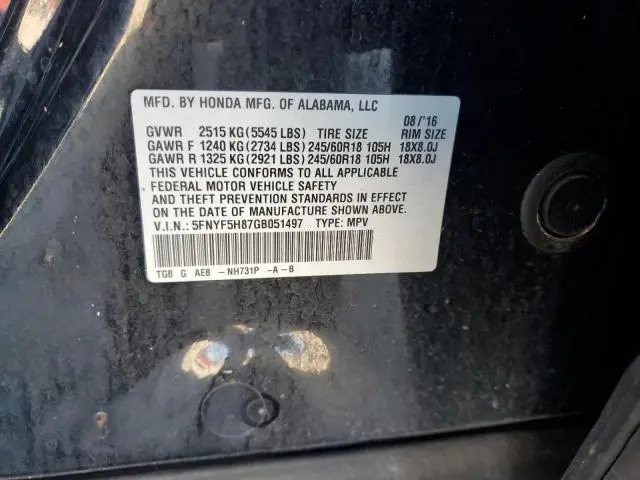 MFD. BY HONDA MFG. OF ALABAMA, LLC
08/'16
GVWR 2515 KG (5545 LBS) TIRE SIZE RIM SIZE
GAWR F 1240 KG (2734 LBS) 245/60R18 105H 18X8.0J
GAWR R 1325 KG (2921 LBS) 245/60R18 105H 18X8.0J
THIS VEHICLE CONFORMS TO ALL APPLICABLE
FEDERAL MOTOR VEHICLE SAFETY
AND THEFT PREVENTION STANDARDS IN EFFECT
ON THE DATE OF MANUFACTURE SHOWN ABOVE.
V.I.N.: 5FNYF5H87GB051497 TYPE: MPV
TG8 G AE8 -NH731P -A-B